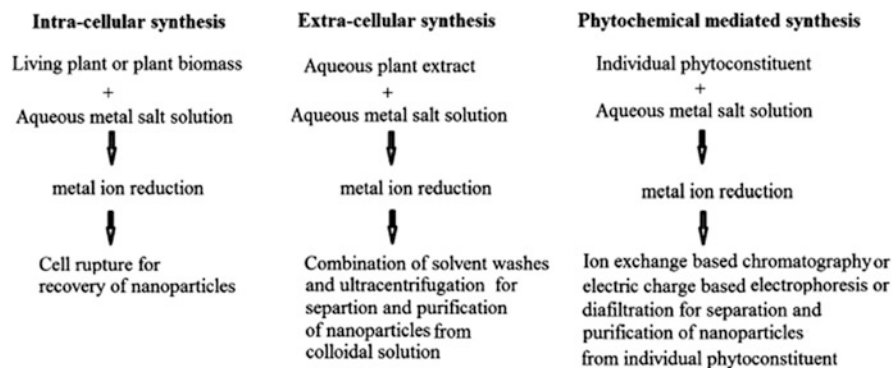 Intra-cellular synthesis
Living plant or plant biomass
+
Aqueous metal salt solution
metal ion reduction
Cell rupture for
recovery of nanoparticles
Extra-cellular synthesis
Aqueous plant extract
+
Aqueous metal salt solution
metal ion reduction
Combination of solvent washes
and ultracentrifugation for
separtion and purification
of nanoparticles from
colloidal solution
Phytochemical mediated synthesis
Individual phytoconstituent
+
Aqueous metal salt solution
metal ion reduction
Ion exchange based chromatography or
electric charge based electrophoresis or
diafiltration for separation and
purification of nanoparticles
from individual phytoconstituent